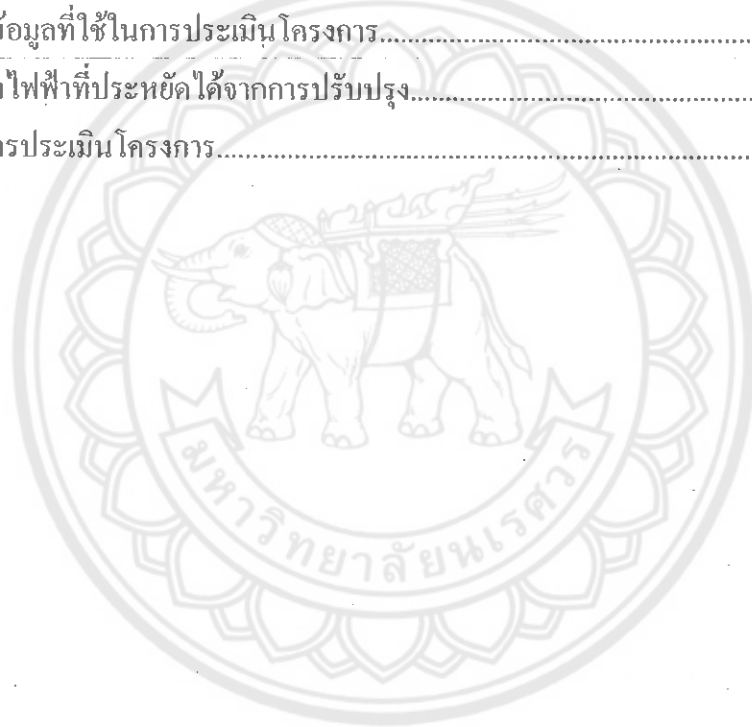 ข้อมูลที่ใช้ในการประเมินโครงการ
ไฟฟ้าที่ประหยัดได้จากการปรับปรุง
ประเมินโครงการ
มหาวิทยาลัยนเรศวร